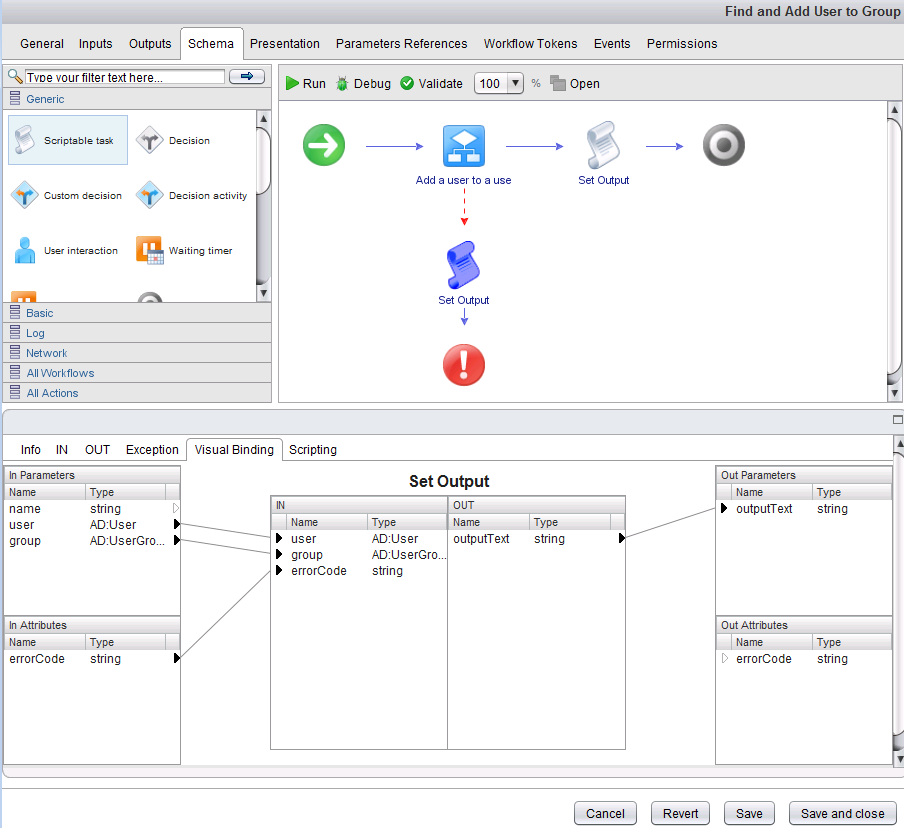 Find and Add User to Group
General Inputs Outputs Schema Presentation Parameters References Workflow Tokens Events Permissions
Type your filter text here...
Generic
Scriptable task Decision
Custom decision Decision activity
User interaction Waiting timer
Basic
Log
Network
All Workflows
All Actions
Run Debug Validate 100 % Open
Add a user to a use Set Output
Set Output
Info IN OUT Exception Visual Binding Scripting
In Parameters
Name Type
name string
user AD:User
group AD:UserGro...
In Attributes
Name Type
errorCode string
Set Output
IN OUT
Name Type Name Type
user AD:User outputText string
group AD:UserGro...
errorCode string
Out Parameters
Name Type
outputText string
Out Attributes
Name Type
errorCode string
Cancel Revert Save Save and close